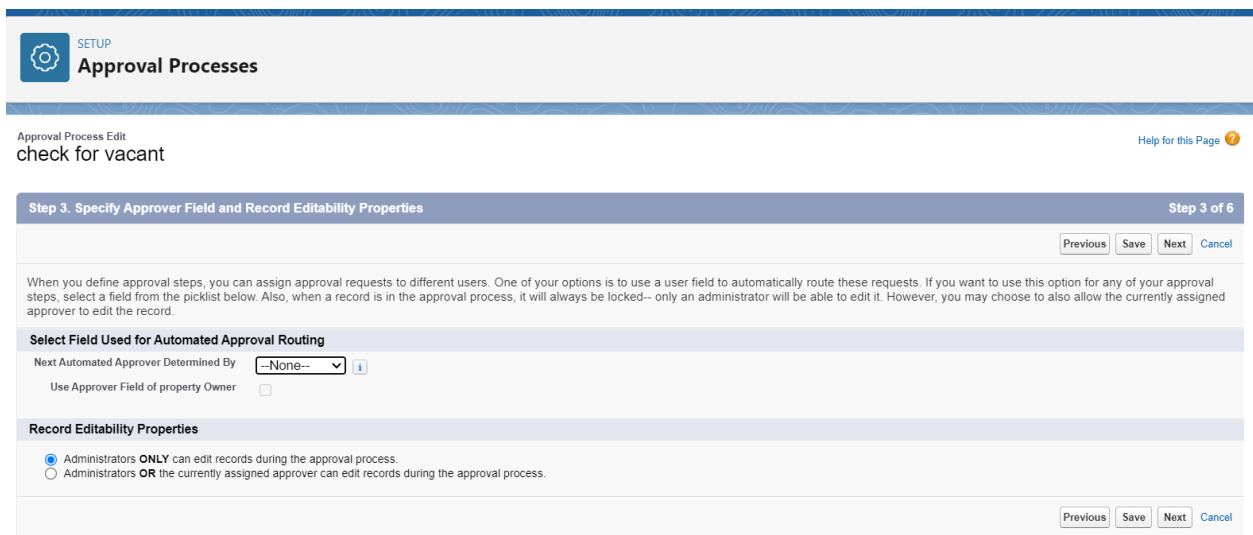 SETUP
Approval Processes
Approval Process Edit
check for vacant
Help for this Page
Step 3. Specify Approver Field and Record Editability Properties Step 3 of 6
Previous Save Next Cancel
When you define approval steps, you can assign approval requests to different users. One of your options is to use a user field to automatically route these requests. If you want to use this option for any of your approval
steps, select a field from the picklist below. Also, when a record is in the approval process, it will always be locked-- only an administrator will be able to edit it. However, you may choose to also allow the currently assigned
approver to edit the record.
Select Field Used for Automated Approval Routing
Next Automated Approver Determined By --None-- i
Use Approver Field of property Owner
Record Editability Properties
Administrators ONLY can edit records during the approval process.
Administrators OR the currently assigned approver can edit records during the approval process.
Previous Save Next Cancel